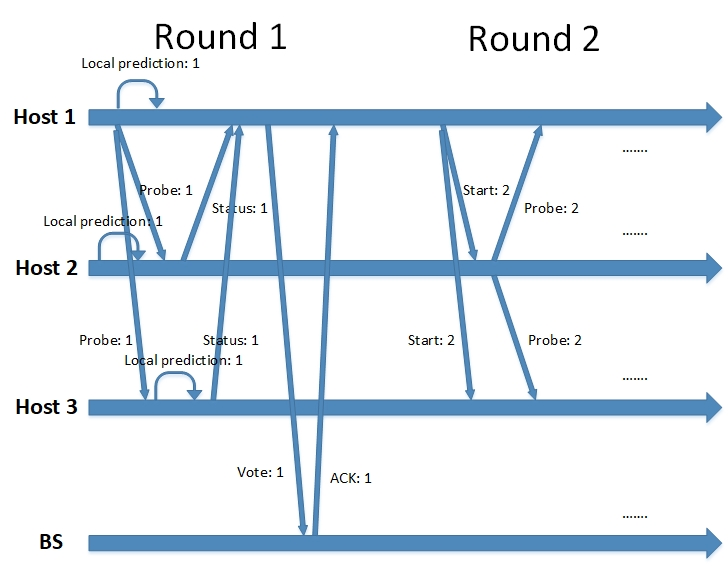 Round 1
Round 2
Local prediction: 1
Host 1
.......
Probe: 1
Start: 2
Status: 1
Probe: 2
Local prediction: 1
.......
Host 2
Probe: 1
Status: 1
Start: 2
Probe: 2
Local prediction: 1
.......
Host 3
Vote: 1
ACK: 1
.......
BS